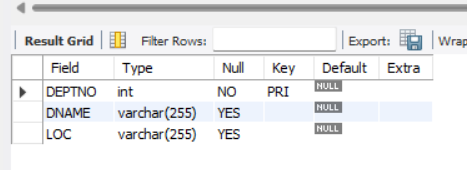 Result Grid Filter Rows: Export: Wrap
Field Type Null Key Default Extra
DEPTNO int NO PRI NULL
DNAME varchar(255) YES NULL
LOC varchar(255) YES NULL